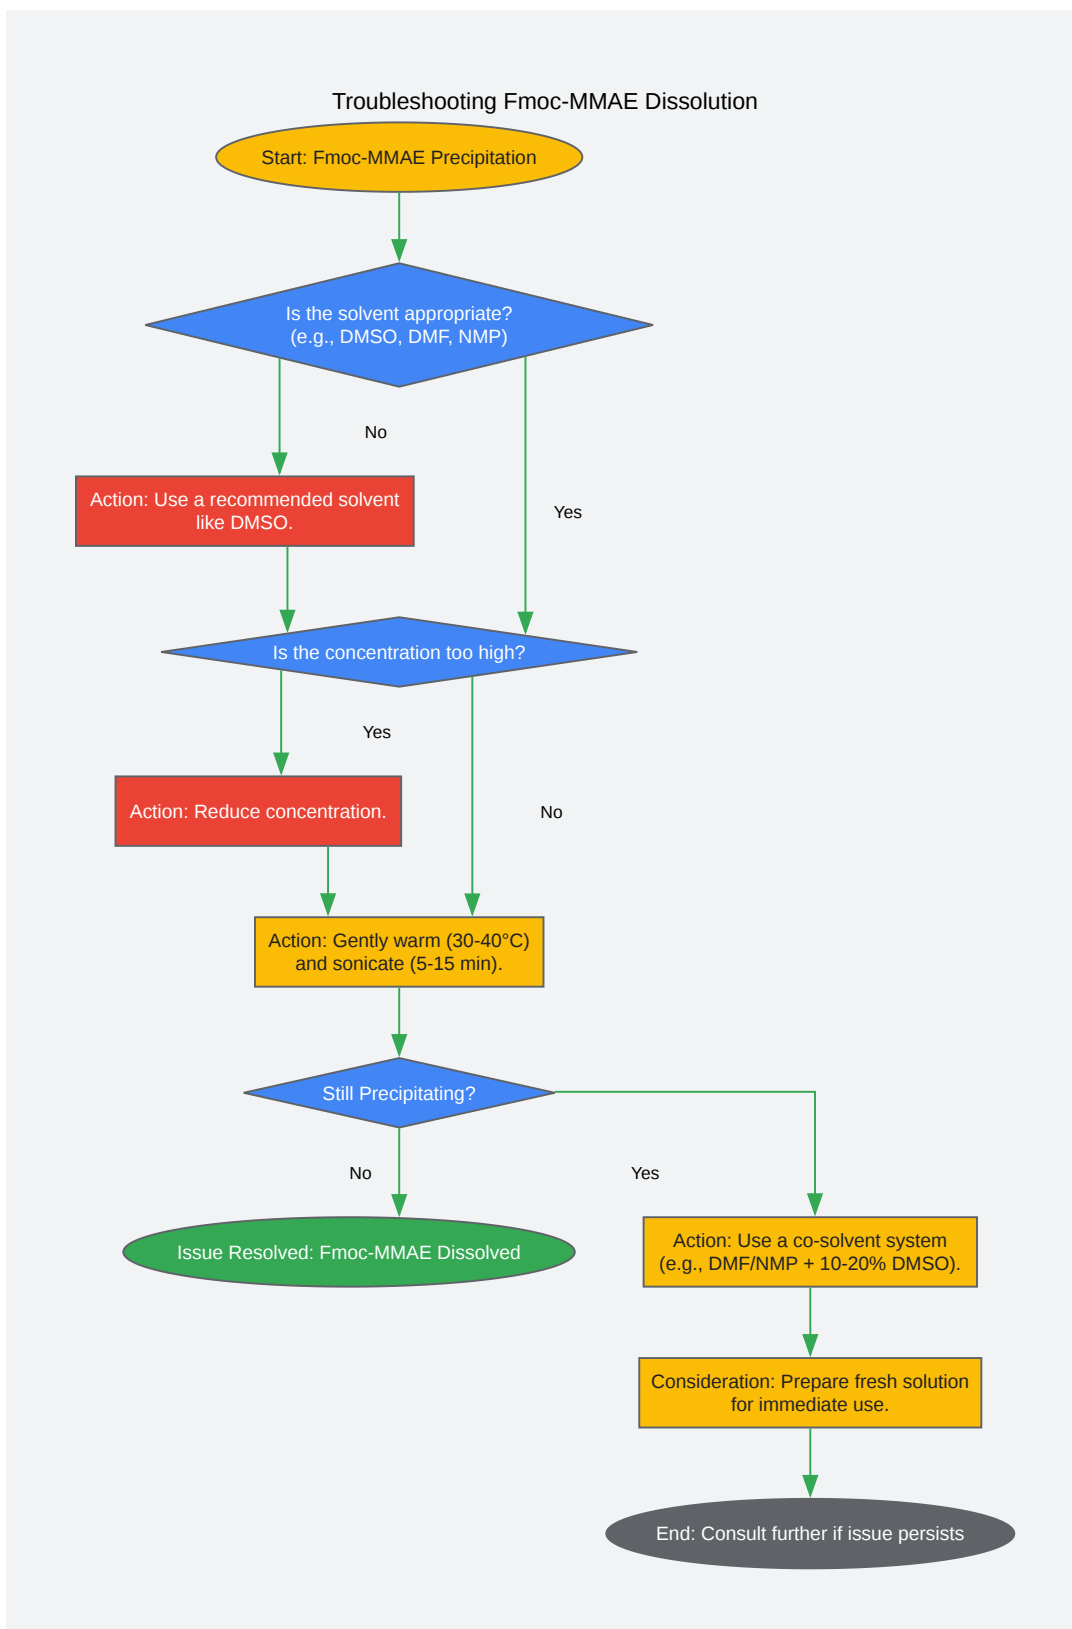 Troubleshooting Fmoc-MMAE Dissolution
Start: Fmoc-MMAE Precipitation
Is the solvent appropriate?
(e.g., DMSO, DMF, NMP)
No
Action: Use a recommended solvent
like DMSO.
Yes
Is the concentration too high?
Yes
Action: Reduce concentration.
No
Action: Gently warm (30-40°C)
and sonicate (5-15 min).
Still Precipitating?
No
Yes
Issue Resolved: Fmoc-MMAE Dissolved
Action: Use a co-solvent system
(e.g., DMF/NMP + 10-20% DMSO).
Consideration: Prepare fresh solution
for immediate use.
End: Consult further if issue persists